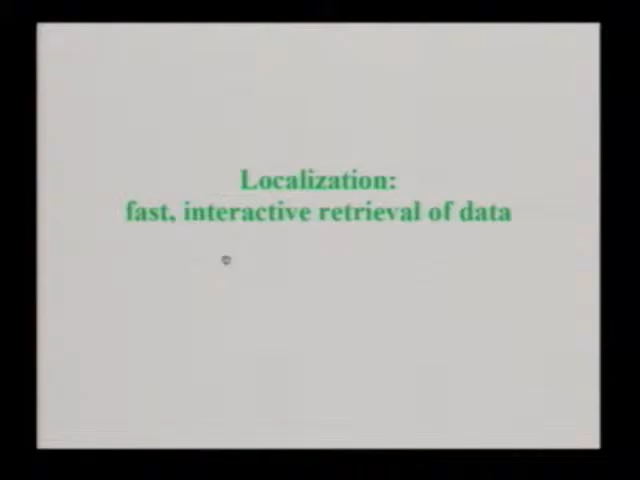 Localization:
fast, interactive retrieval of data